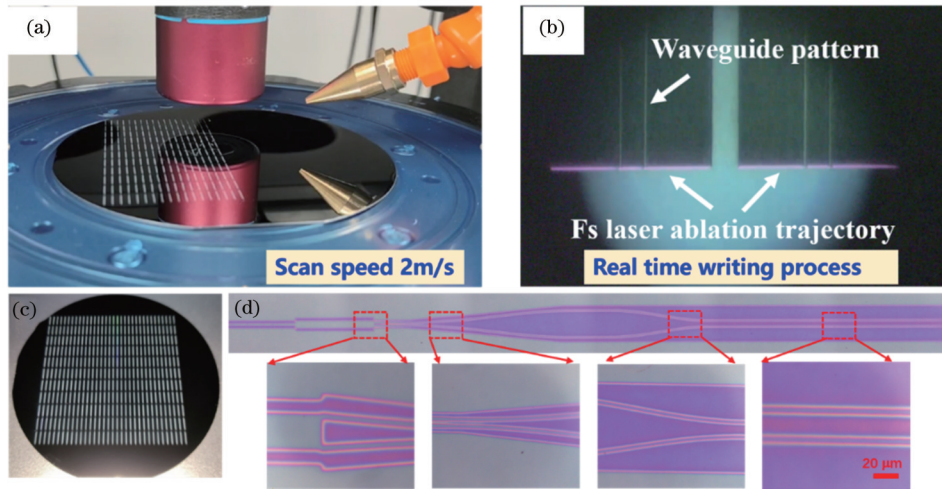 (a)
Scan speed 2m/s
(b)
Waveguide pattern
Fs laser ablation trajectory
Real time writing process
(c)
(d)
20 μm